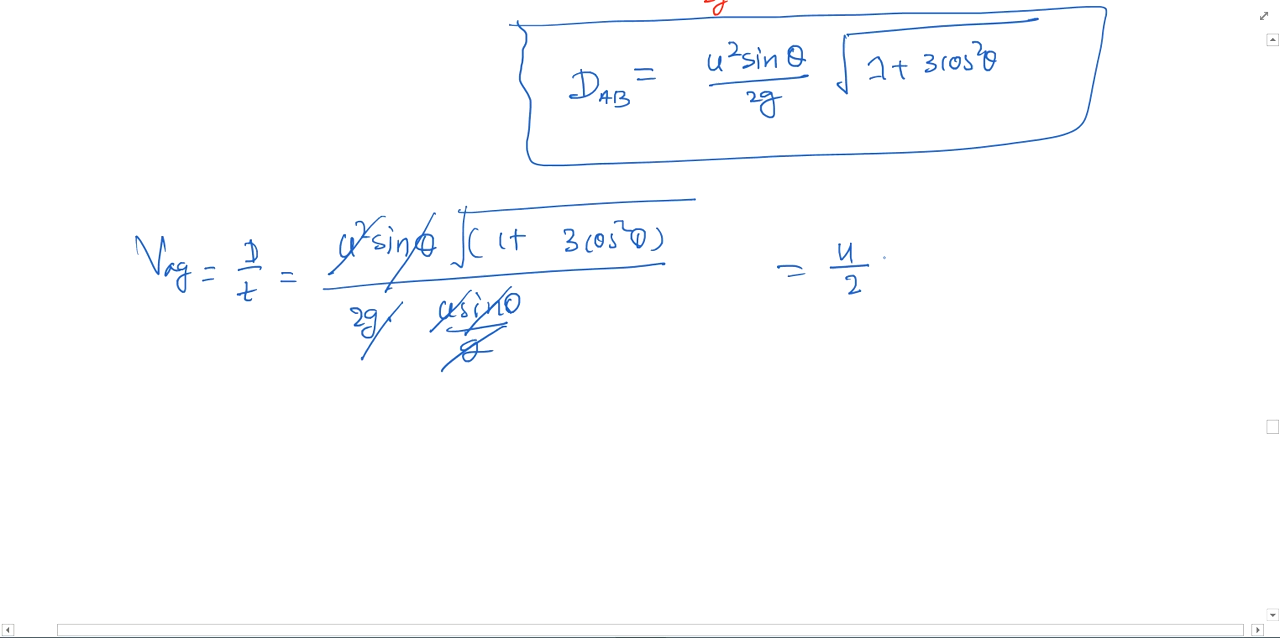 D_AB = u²sinθ/2g √(1 + 3cos²θ)
V_avg = D/t = u²sinθ √(1+ 3cos²θ) / (2g usinθ/g) = u/2